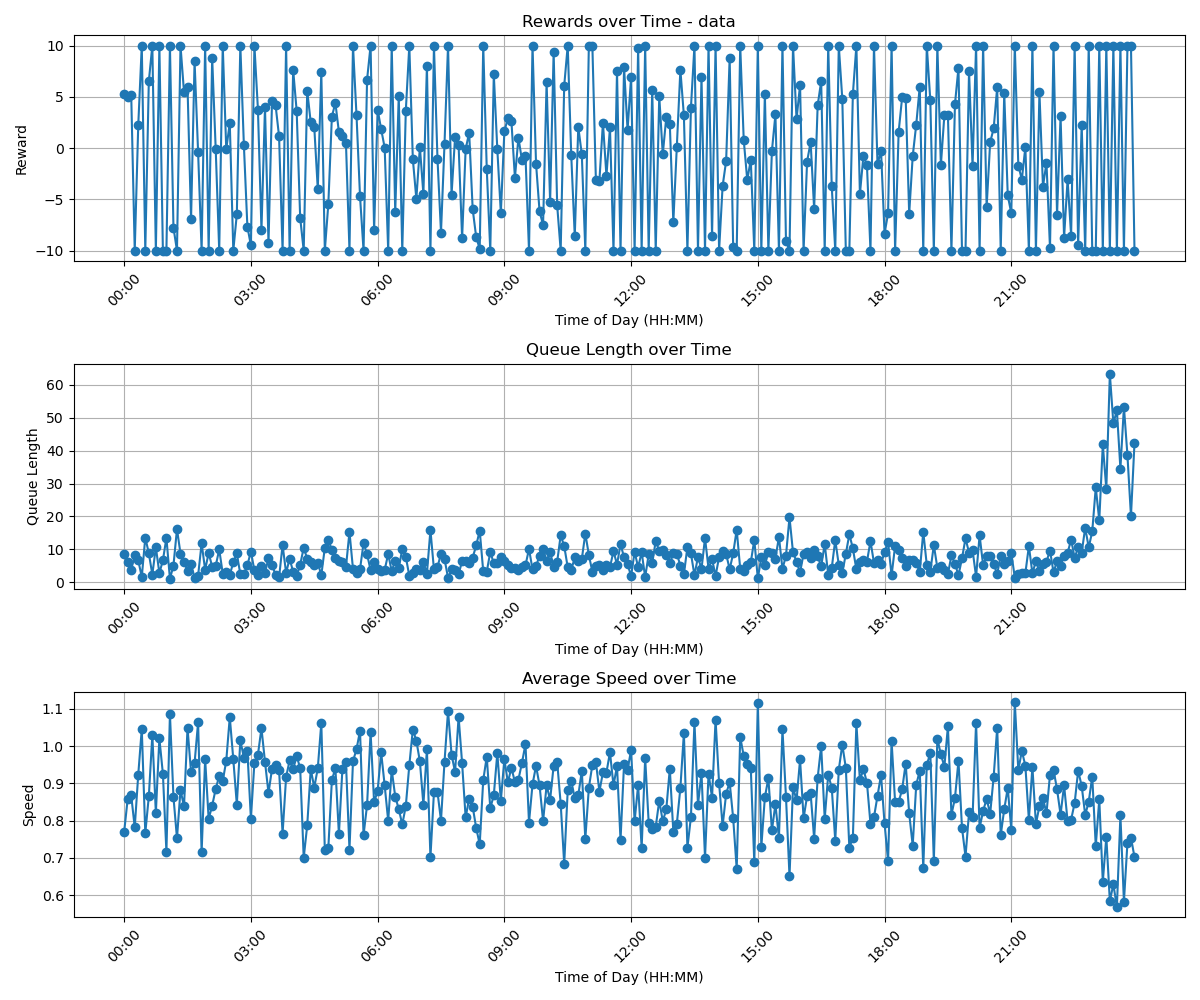 Rewards over Time - data
10
5
0
−5
−10
Reward
00:00 03:00 06:00 09:00 12:00 15:00 18:00 21:00
Time of Day (HH:MM)
Queue Length over Time
60
50
40
30
20
10
0
Queue Length
00:00 03:00 06:00 09:00 12:00 15:00 18:00 21:00
Time of Day (HH:MM)
Average Speed over Time
1.1
1.0
0.9
0.8
0.7
0.6
Speed
00:00 03:00 06:00 09:00 12:00 15:00 18:00 21:00
Time of Day (HH:MM)